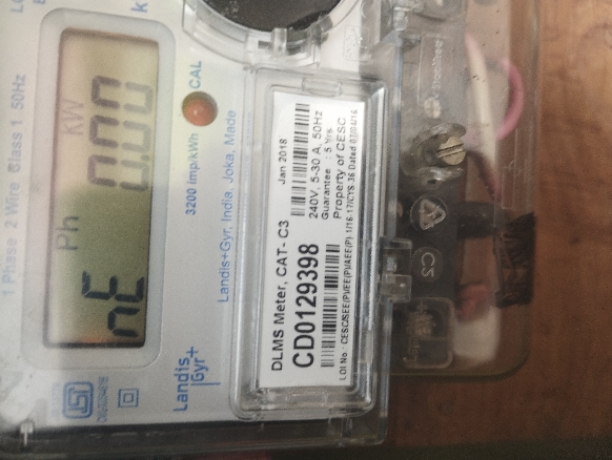 1 Phase 2 Wire Class 1 50Hz
Ph KW
nE 0.00
3200 imp/kWh CAL
Landis+Gyr, India, Joka, Made
Landis
Gyr+
DLMS Meter, CAT- C3 Jan 2018
CD0129398
240V, 5-30 A, 50Hz
Guarantee : 5 Yrs.
Property of CESC
C2